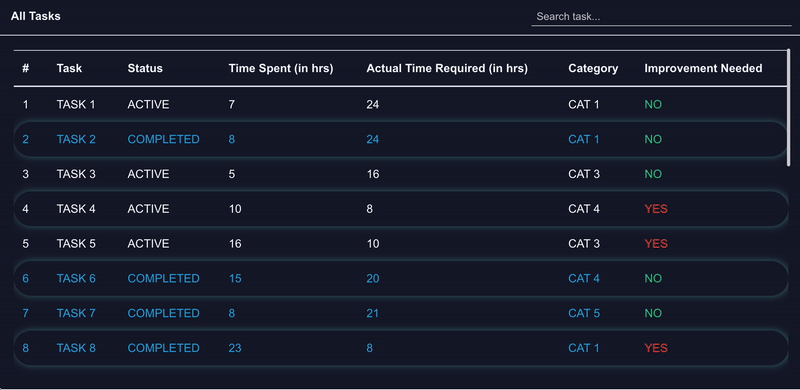 All Tasks Search task...
# Task Status Time Spent (in hrs) Actual Time Required (in hrs) Category Improvement Needed
1 TASK 1 ACTIVE 7 24 CAT 1 NO
2 TASK 2 COMPLETED 8 24 CAT 1 NO
3 TASK 3 ACTIVE 5 16 CAT 3 NO
4 TASK 4 ACTIVE 10 8 CAT 4 YES
5 TASK 5 ACTIVE 16 10 CAT 3 YES
6 TASK 6 COMPLETED 15 20 CAT 4 NO
7 TASK 7 COMPLETED 8 21 CAT 5 NO
8 TASK 8 COMPLETED 23 8 CAT 1 YES